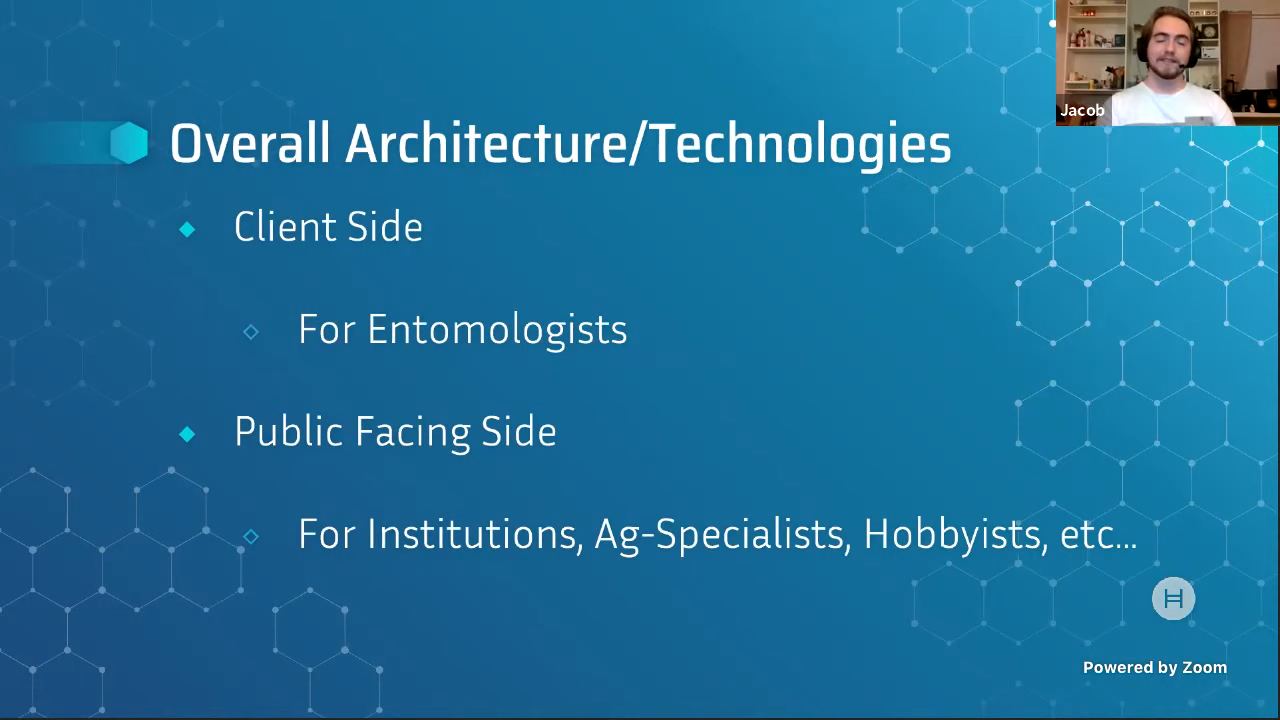 Jacob
Overall Architecture/Technologies
Client Side
For Entomologists
Public Facing Side
For Institutions, Ag-Specialists, Hobbyists, etc...
Powered by Zoom